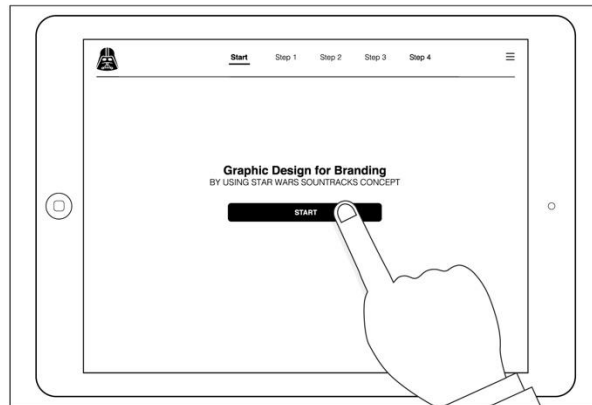 Start Step 1 Step 2 Step 3 Step 4
Graphic Design for Branding
BY USING STAR WARS SOUNTRACKS CONCEPT
START